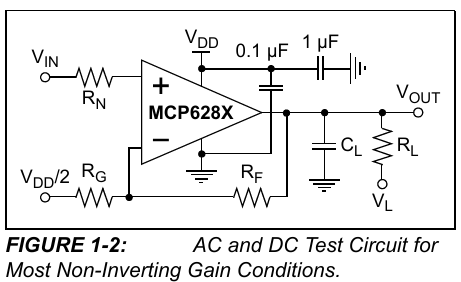 V_IN
R_N
V_DD
0.1 µF
1 µF
+
MCP628X
–
V_OUT
V_DD/2
R_G
R_F
C_L
R_L
V_L
FIGURE 1-2: AC and DC Test Circuit for
Most Non-Inverting Gain Conditions.